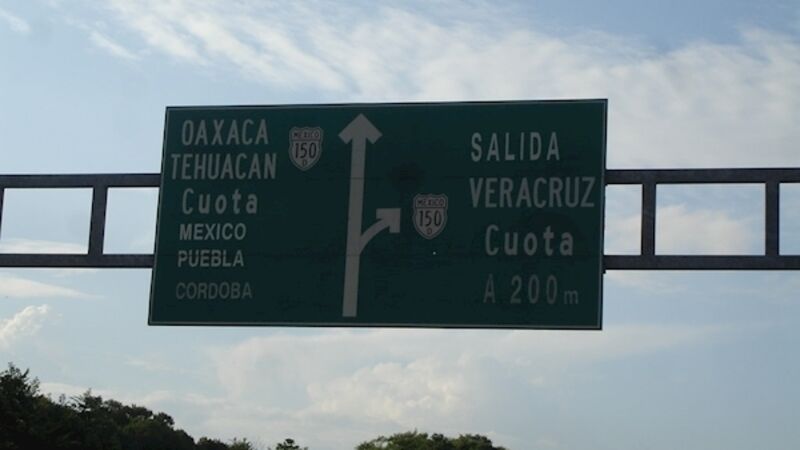 OAXACA
TEHUACAN
Cuota
MEXICO
PUEBLA
CORDOBA
MEXICO
150
D
MEXICO
150
D
SALIDA
VERACRUZ
Cuota
A 200m